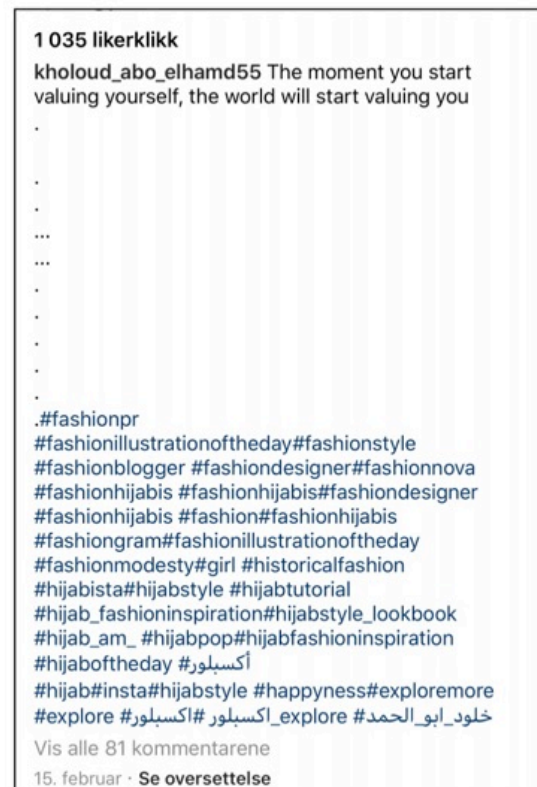 1 035 likerklikk
kholoud_abo_elhamd55 The moment you start
valuing yourself, the world will start valuing you
.
.
.
...
...
.
.
.
.
.
.#fashionpr
#fashionillustrationoftheday#fashionstyle
#fashionblogger #fashiondesigner#fashionnova
#fashionhijabis #fashionhijabis#fashiondesigner
#fashionhijabis #fashion#fashionhijabis
#fashiongram#fashionillustrationoftheday
#fashionmodesty#girl #historicalfashion
#hijabista#hijabstyle #hijabtutorial
#hijab_fashioninspiration#hijabstyle_lookbook
#hijab_am_ #hijabpop#hijabfashioninspiration
#hijaboftheday #أكسبلور
#hijab#insta#hijabstyle #happyness#exploremore
#explore #اكسبلور# اكسبلور_explore #خلود_ابو_الحمد
Vis alle 81 kommentarene
15. februar · Se oversettelse